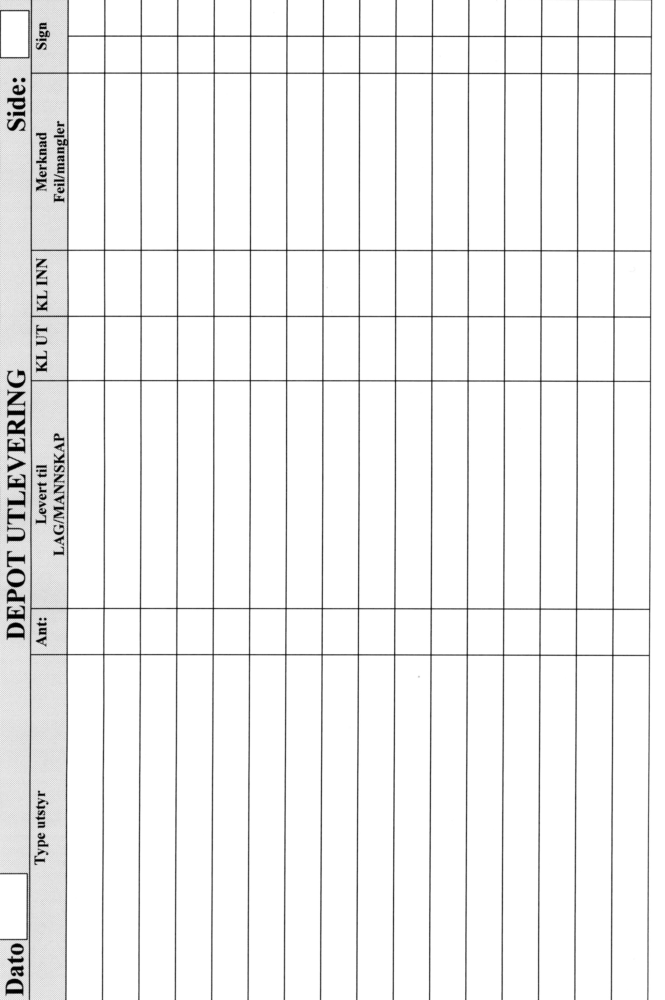 Dato DEPOT UTLEVERING Side:
Type utstyr Ant: Levert til KL UT KL INN Merknad Sign
LAG/MANNSKAP Feil/mangler